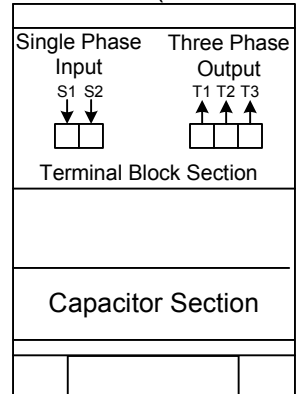 Single Phase Input
Three Phase Output
S1 S2
T1 T2 T3
Terminal Block Section
Capacitor Section